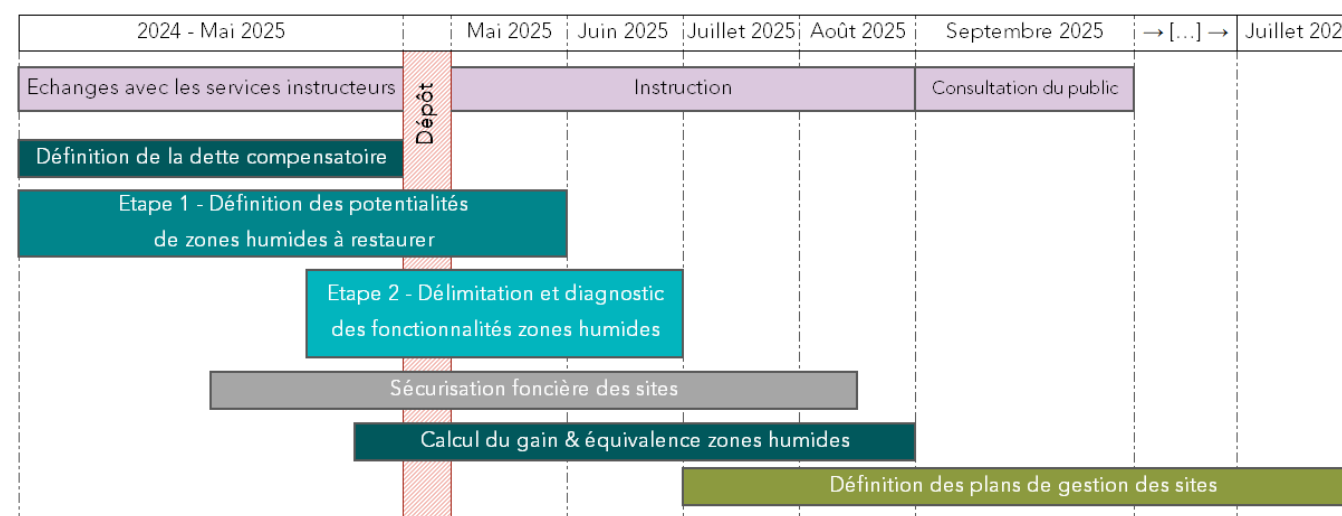 2024 - Mai 2025
Mai 2025
Juin 2025
Juillet 2025
Août 2025
Septembre 2025
→ [...] →
Juillet 202
Echanges avec les services instructeurs
Dépôt
Instruction
Consultation du public
Définition de la dette compensatoire
Etape 1 - Définition des potentialités
de zones humides à restaurer
Etape 2 - Délimitation et diagnostic
des fonctionnalités zones humides
Sécurisation foncière des sites
Calcul du gain & équivalence zones humides
Définition des plans de gestion des sites